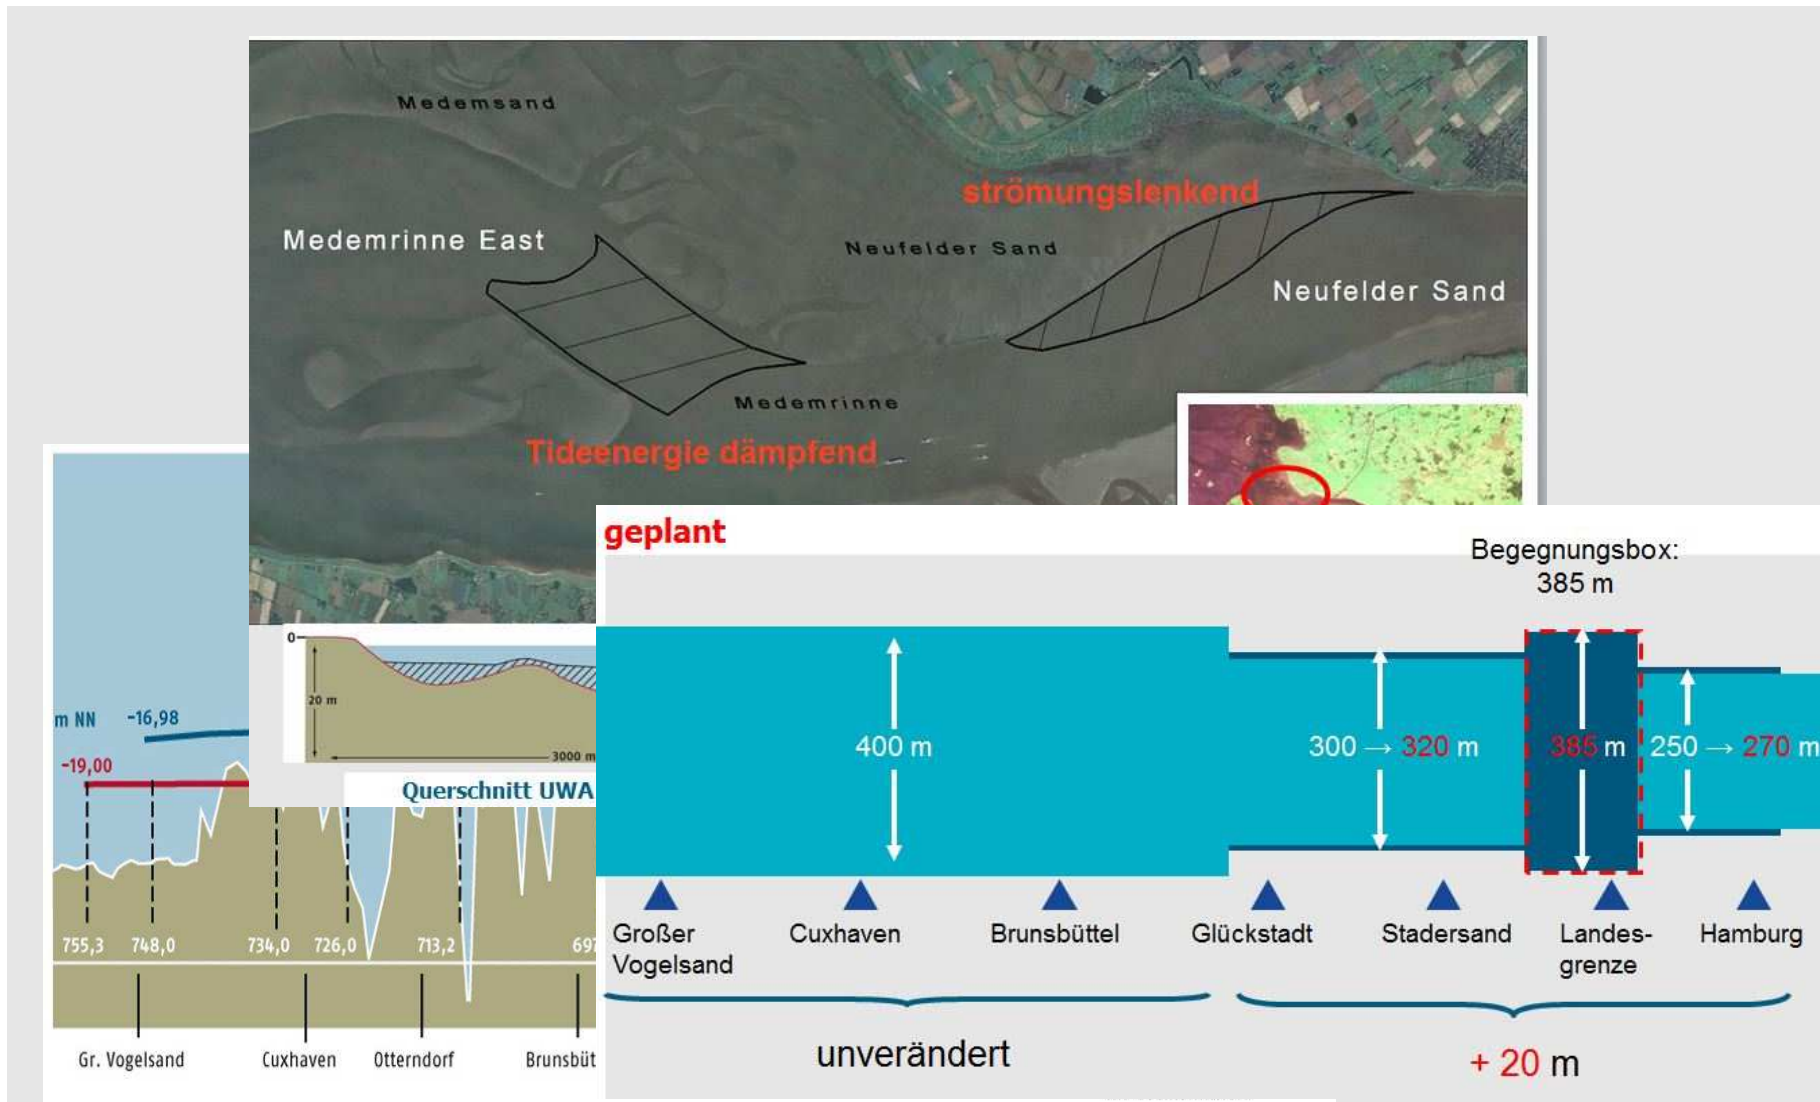 Medemsand
strömungslenkend
Medemrinne East
Neufelder Sand
Neufelder Sand
Medemrinne
Tideenergie dämpfend
geplant
Begegnungsbox:
385 m
0
20 m
3000 m
Querschnitt UWA
m NN
-16,98
-19,00
755,3
748,0
734,0
726,0
713,2
697
Gr. Vogelsand
Cuxhaven
Otterndorf
Brunsbüt
400 m
300 → 320 m
385 m
250 → 270 m
Großer
Vogelsand
Cuxhaven
Brunsbüttel
Glückstadt
Stadersand
Landes-
grenze
Hamburg
unverändert
+ 20 m